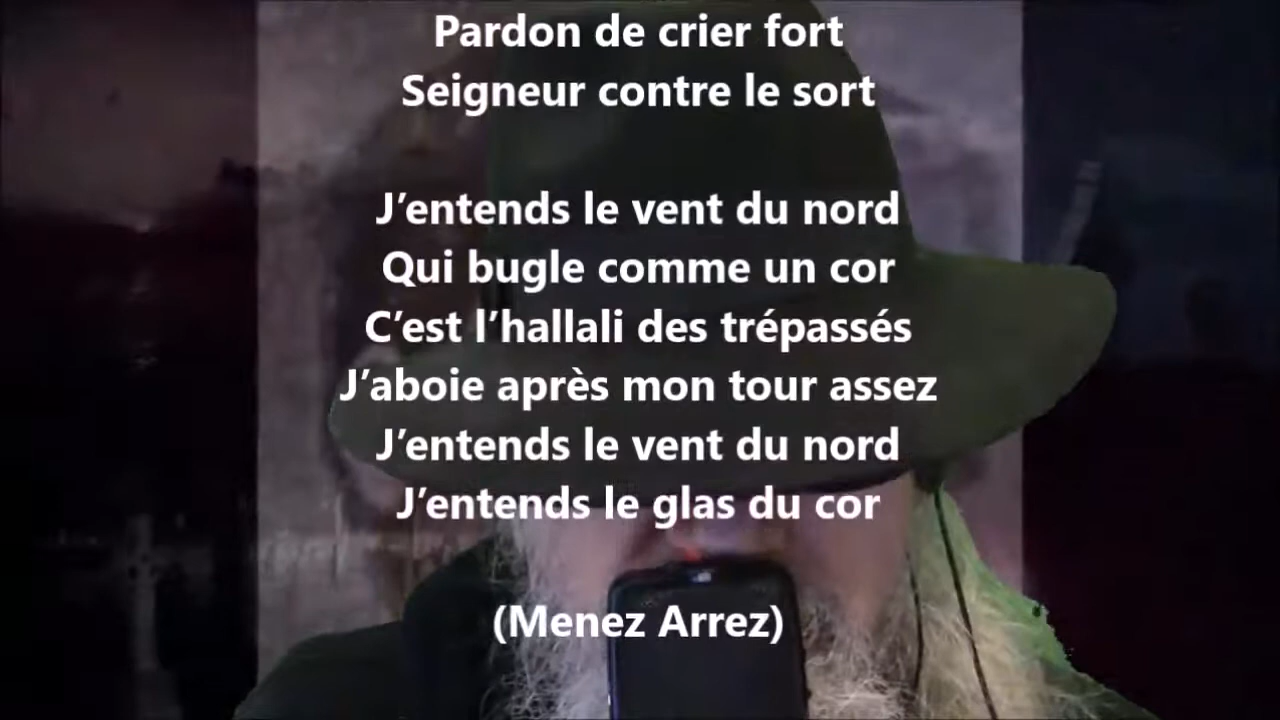 Pardon de crier fort
Seigneur contre le sort
J’entends le vent du nord
Qui bugle comme un cor
C’est l’hallali des trépassés
J’aboie après mon tour assez
J’entends le vent du nord
J’entends le glas du cor
(Menez Arrez)